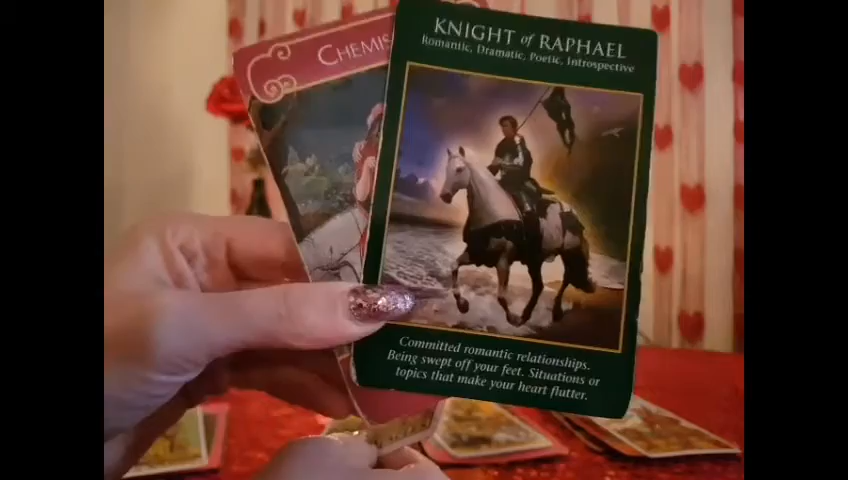 KNIGHT of RAPHAEL
Romantic, Dramatic, Poetic, Introspective
CHEMIS
Committed romantic relationships.
Being swept off your feet. Situations or
topics that make your heart flutter.